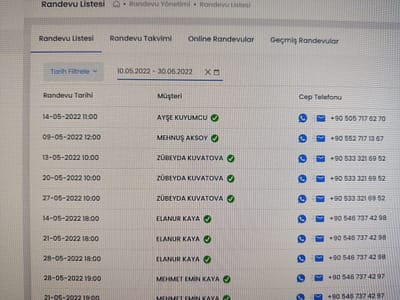 Randevu Listesi • Randevu Yönetimi • Randevu Listesi
Randevu Listesi Randevu Takvimi Online Randevular Geçmiş Randevular
Tarih Filtrele 10.05.2022 - 30.06.2022
Randevu Tarihi Müşteri Cep Telefonu
14-05-2022 11:00 AYŞE KUYUMCU +90 505 717 62 70
09-05-2022 12:00 MEHNUŞ AKSOY +90 552 717 13 67
13-05-2022 10:00 ZÜBEYDA KUVATOVA +90 533 321 69 52
20-05-2022 10:00 ZÜBEYDA KUVATOVA +90 533 321 69 52
27-05-2022 10:00 ZÜBEYDA KUVATOVA +90 533 321 69 52
14-05-2022 18:00 ELANUR KAYA +90 546 737 42 98
21-05-2022 18:00 ELANUR KAYA +90 546 737 42 98
28-05-2022 18:00 ELANUR KAYA +90 546 737 42 98
28-05-2022 19:00 MEHMET EMİN KAYA +90 546 737 42 97
21-05-2022 19:00 MEHMET EMİN KAYA +90 546 737 42 97